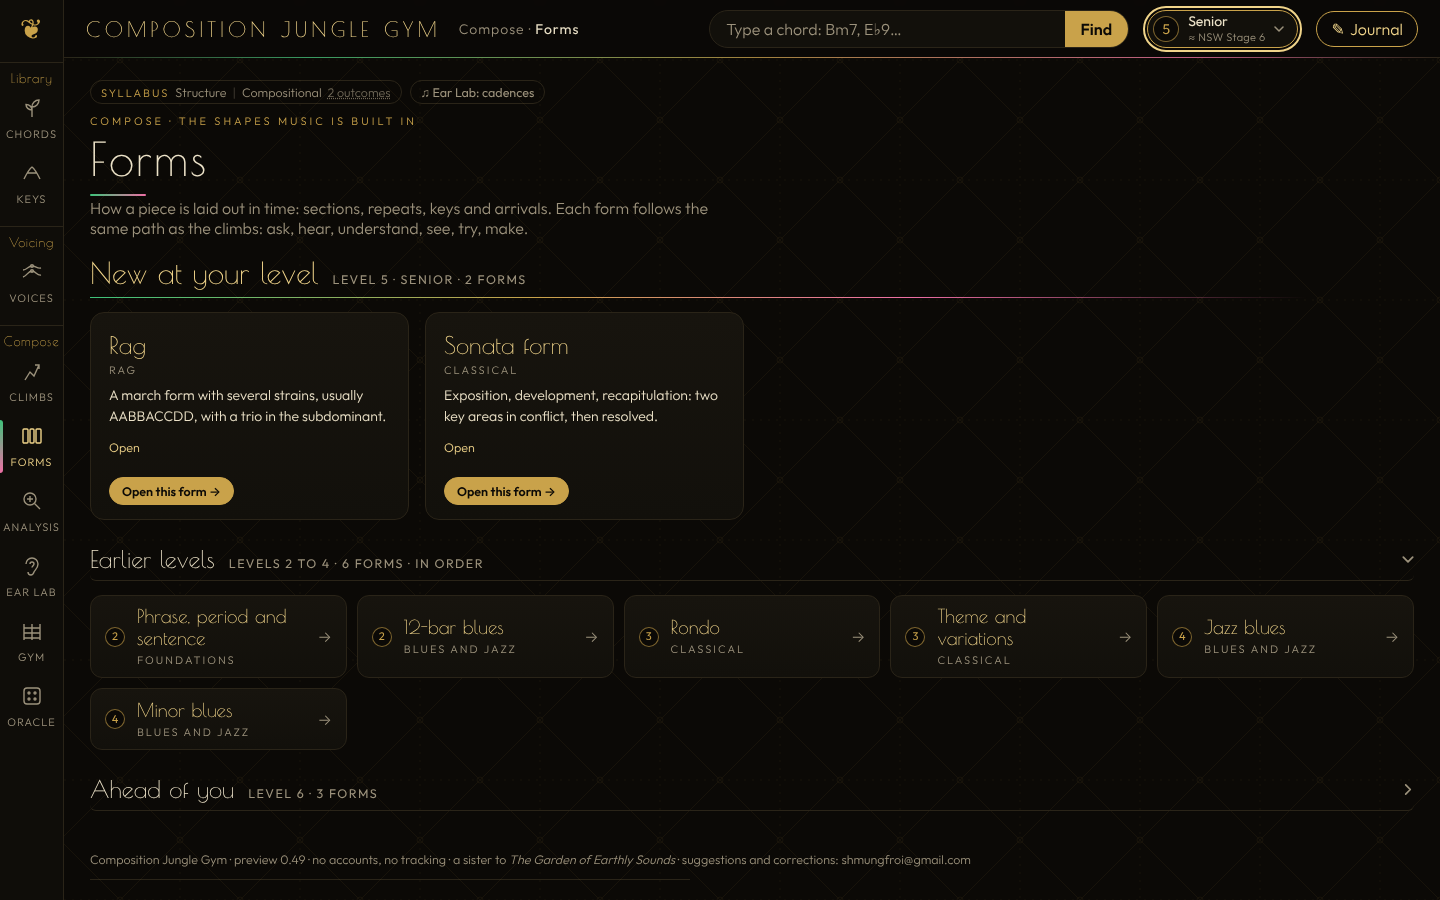 COMPOSITION JUNGLE GYM
Compose · Forms
Type a chord: Bm7, E♭9...
Find
5
Senior
≈ NSW Stage 6
✎ Journal
Library
CHORDS
KEYS
Voicing
VOICES
Compose
CLIMBS
FORMS
ANALYSIS
EAR LAB
GYM
ORACLE
SYLLABUS Structure | Compositional 2 outcomes
♫ Ear Lab: cadences
COMPOSE · THE SHAPES MUSIC IS BUILT IN
Forms
How a piece is laid out in time: sections, repeats, keys and arrivals. Each form follows the
same path as the climbs: ask, hear, understand, see, try, make.
New at your level LEVEL 5 · SENIOR · 2 FORMS
Rag
RAG
A march form with several strains, usually
AABBACCDD, with a trio in the subdominant.
Open
Open this form →
Sonata form
CLASSICAL
Exposition, development, recapitulation: two
key areas in conflict, then resolved.
Open
Open this form →
Earlier levels LEVELS 2 TO 4 · 6 FORMS · IN ORDER
2
Phrase, period and
sentence
FOUNDATIONS
→
2
12-bar blues
BLUES AND JAZZ
→
3
Rondo
CLASSICAL
→
3
Theme and
variations
CLASSICAL
→
4
Jazz blues
BLUES AND JAZZ
→
4
Minor blues
BLUES AND JAZZ
→
Ahead of you LEVEL 6 · 3 FORMS
Composition Jungle Gym · preview 0.49 · no accounts, no tracking · a sister to The Garden of Earthly Sounds · suggestions and corrections: shmungfroi@gmail.com